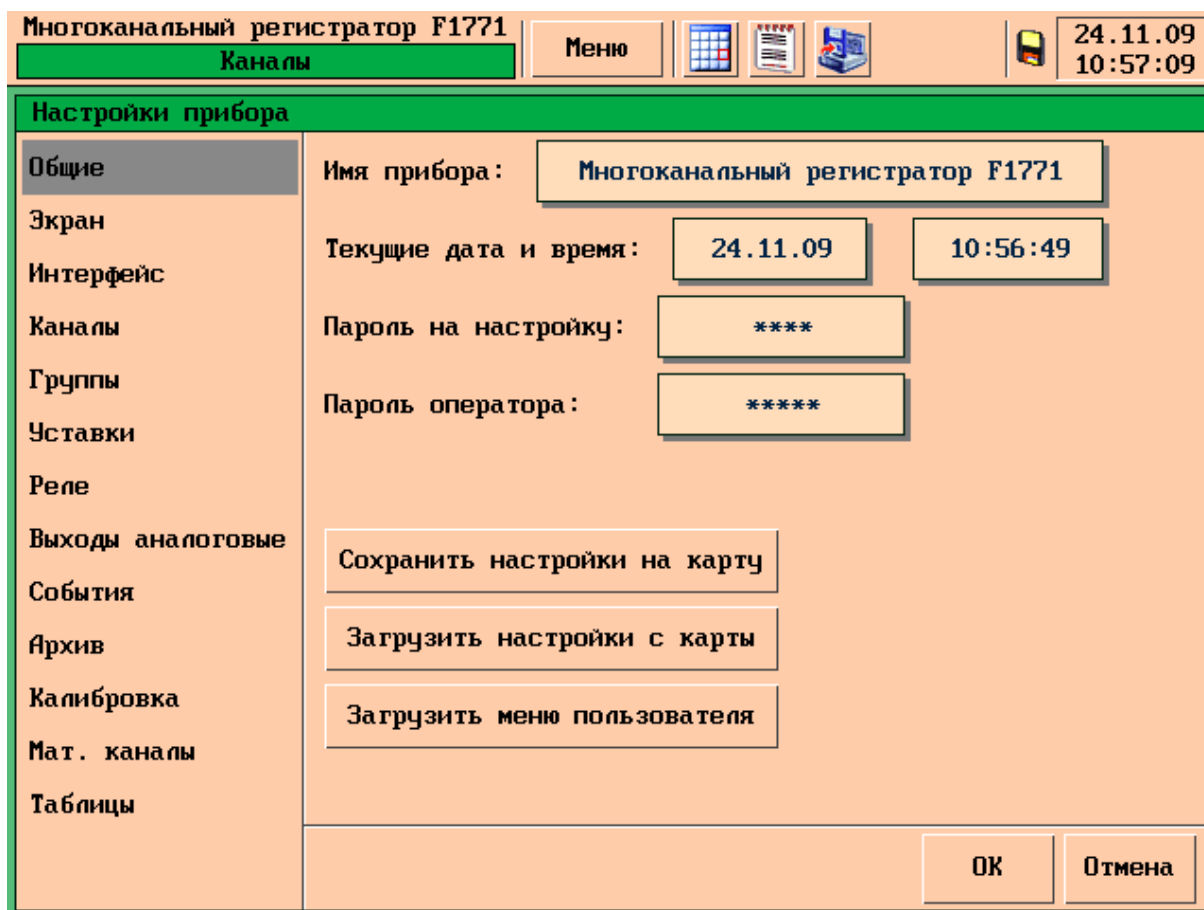 Многоканальный регистратор F1771
Каналы
Меню
24.11.09
10:57:09
Настройки прибора
Общие
Экран
Интерфейс
Каналы
Группы
Уставки
Реле
Выходы аналоговые
События
Архив
Калибровка
Мат. каналы
Таблицы
Имя прибора: Многоканальный регистратор F1771
Текущие дата и время: 24.11.09 10:56:49
Пароль на настройку: ****
Пароль оператора: *****
Сохранить настройки на карту
Загрузить настройки с карты
Загрузить меню пользователя
ОК Отмена